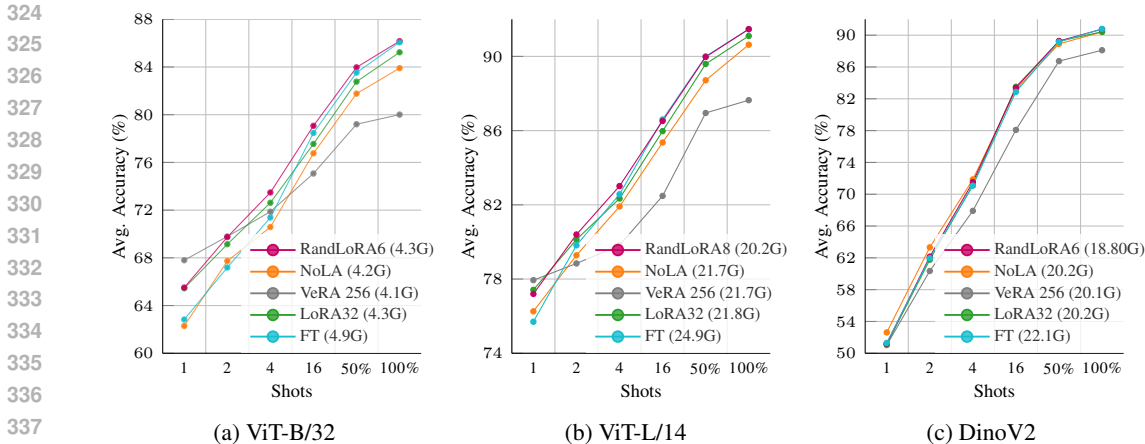 324
325
326
327
328
329
330
331
332
333
334
335
336
337
88
84
80
76
72
68
64
60
Avg. Accuracy (%)
RandLoRA6 (4.3G)
NoLA (4.2G)
VeRA 256 (4.1G)
LoRA32 (4.3G)
FT (4.9G)
1 2 4 16 50% 100%
Shots
(a) ViT-B/32
90
86
82
78
74
Avg. Accuracy (%)
RandLoRA8 (20.2G)
NoLA (21.7G)
VeRA 256 (21.7G)
LoRA32 (21.8G)
FT (24.9G)
1 2 4 16 50% 100%
Shots
(b) ViT-L/14
90
86
82
78
74
70
66
62
58
54
50
Avg. Accuracy (%)
RandLoRA6 (18.80G)
NoLA (20.2G)
VeRA 256 (20.1G)
LoRA32 (20.2G)
FT (22.1G)
1 2 4 16 50% 100%
Shots
(c) DinoV2